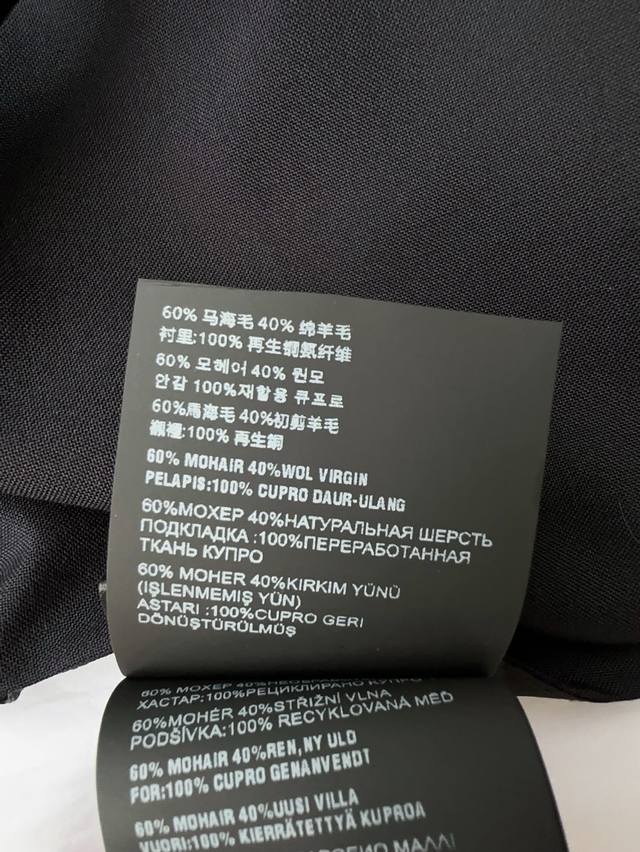 60% 马海毛 40% 绵羊毛
衬里:100% 再生铜氨纤维
60% 모헤어 40% 원모
안감 100%재활용 큐프로
60%馬海毛 40%初剪羊毛
襯裡:100% 再生銅
60% MOHAIR 40%WOL VIRGIN
PELAPIS:100% CUPRO DAUR-ULANG
60%МОХЕР 40%НАТУРАЛЬНАЯ ШЕРСТЬ
ПОДКЛАДКА :100%ПЕРЕРАБОТАННАЯ
ТКАНЬ КУПРО
60% MOHER 40%KIRKIM YÜNÜ
(IŞLENMEMIŞ YÜN)
ASTARI :100%CUPRO GERI
DÖNÜŞTÜRÜLMÜŞ
60% МОХЕР
ХАСТАР:100%РЕЦИКЛИРАНО КУПРО
60%MOHÉR 40%STŘIŽNÍ VLNA
PODŠÍVKA:100% RECYKLOVANÁ MĚĎ
60% MOHAIR 40%REN,NY ULD
FOR:100% CUPRO GENANVENDT
60% MOHAIR 40%UUSI VILLA
VUORI:100% KIERRÄTETTYÄ KUPROA
ΜΑΛΛΙ